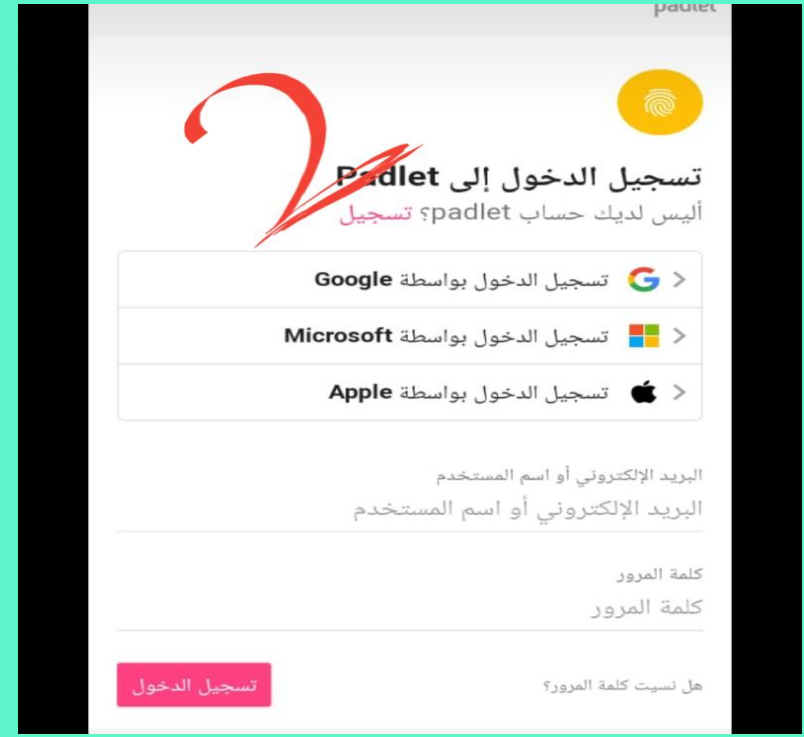 padlet
2
تسجيل الدخول إلى Padlet
أليس لديك حساب padlet؟ تسجيل
تسجيل الدخول بواسطة Google
تسجيل الدخول بواسطة Microsoft
تسجيل الدخول بواسطة Apple
البريد الإلكتروني أو اسم المستخدم
البريد الإلكتروني أو اسم المستخدم
كلمة المرور
كلمة المرور
هل نسيت كلمة المرور؟
تسجيل الدخول